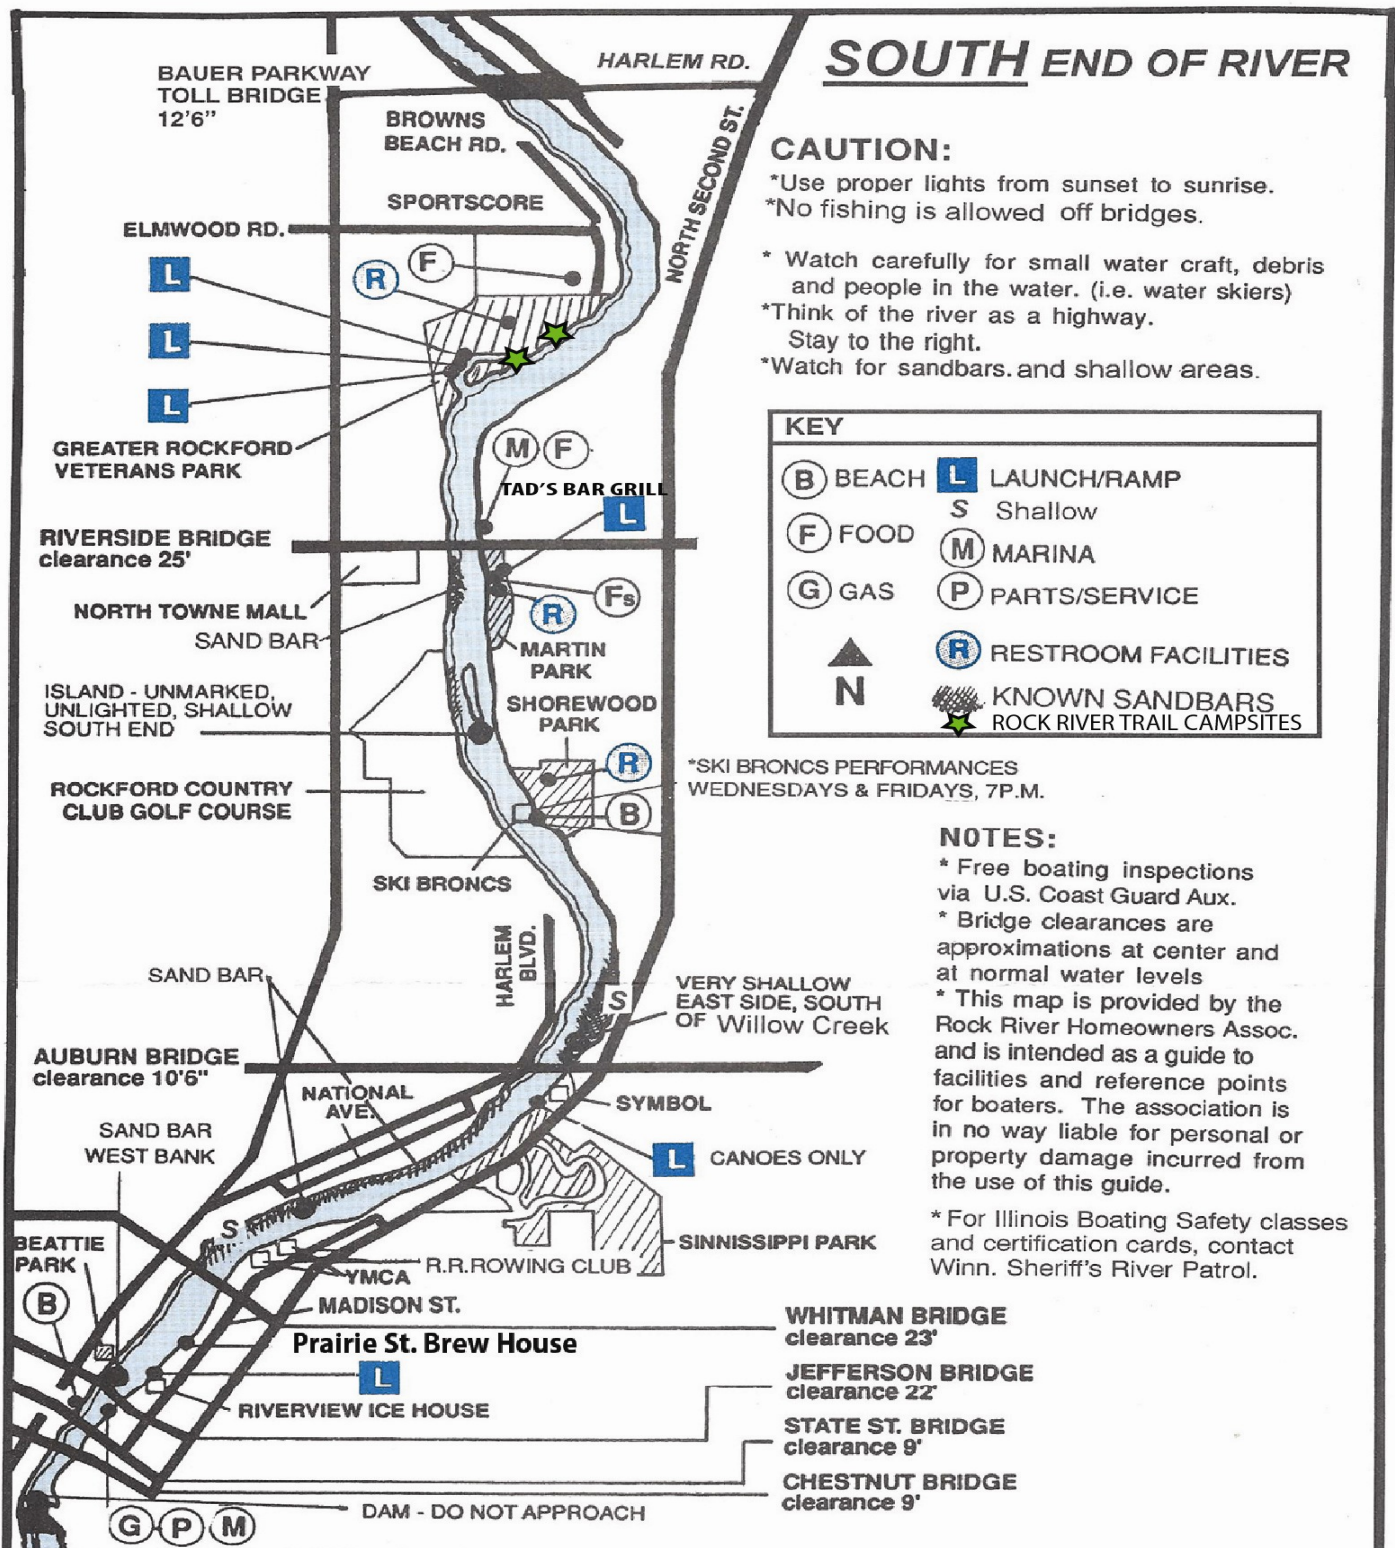 SOUTH END OF RIVER
HARLEM RD.
BAUER PARKWAY
TOLL BRIDGE
12'6"
BROWNS
BEACH RD.
NORTH SECOND ST.
SPORTSCORE
ELMWOOD RD.
L
R
F
L
L
GREATER ROCKFORD
VETERANS PARK
M F
TAD'S BAR GRILL
L
RIVERSIDE BRIDGE
clearance 25'
NORTH TOWNE MALL
SAND BAR
Fs
R
MARTIN
PARK
ISLAND - UNMARKED,
UNLIGHTED, SHALLOW
SOUTH END
SHOREWOOD
PARK
R
B
*SKI BRONCS PERFORMANCES
WEDNESDAYS & FRIDAYS, 7P.M.
ROCKFORD COUNTRY
CLUB GOLF COURSE
SKI BRONCS
HARLEM
BLVD.
SAND BAR
S
VERY SHALLOW
EAST SIDE, SOUTH
OF Willow Creek
AUBURN BRIDGE
clearance 10'6"
NATIONAL
AVE.
SYMBOL
L CANOES ONLY
SAND BAR
WEST BANK
S
SINNISSIPPI PARK
R.R.ROWING CLUB
YMCA
BEATTIE
PARK
B
MADISON ST.
Prairie St. Brew House
L
RIVERVIEW ICE HOUSE
WHITMAN BRIDGE
clearance 23'
JEFFERSON BRIDGE
clearance 22'
STATE ST. BRIDGE
clearance 9'
CHESTNUT BRIDGE
clearance 9'
DAM - DO NOT APPROACH
G P M
CAUTION:
*Use proper lights from sunset to sunrise.
*No fishing is allowed off bridges.
* Watch carefully for small water craft, debris
and people in the water. (i.e. water skiers)
*Think of the river as a highway.
Stay to the right.
*Watch for sandbars.and shallow areas.
KEY
B BEACH
F FOOD
G GAS
N
L LAUNCH/RAMP
S Shallow
M MARINA
P PARTS/SERVICE
R RESTROOM FACILITIES
KNOWN SANDBARS
ROCK RIVER TRAIL CAMPSITES
NOTES:
* Free boating inspections
via U.S. Coast Guard Aux.
* Bridge clearances are
approximations at center and
at normal water levels
* This map is provided by the
Rock River Homeowners Assoc.
and is intended as a guide to
facilities and reference points
for boaters. The association is
in no way liable for personal or
property damage incurred from
the use of this guide.
* For Illinois Boating Safety classes
and certification cards, contact
Winn. Sheriff's River Patrol.